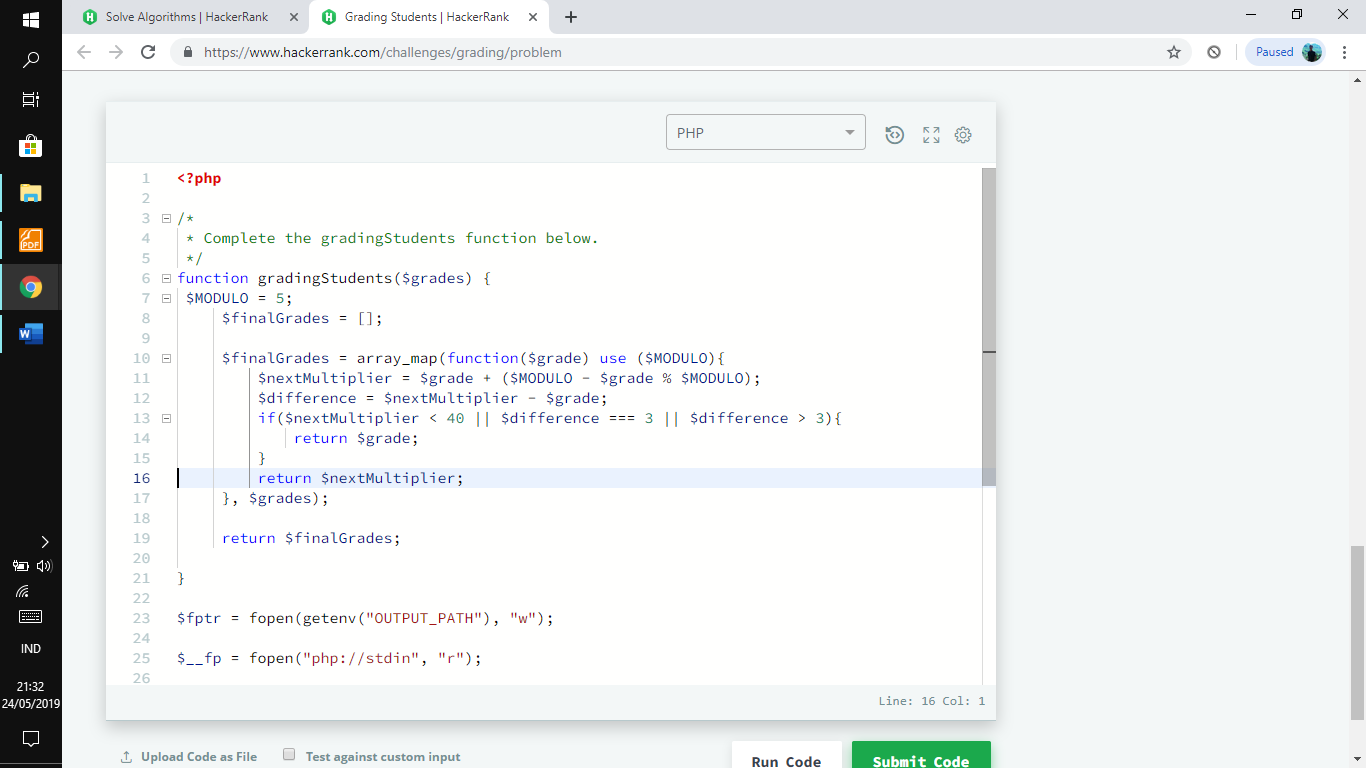 Solve Algorithms | HackerRank
Grading Students | HackerRank
https://www.hackerrank.com/challenges/grading/problem
Paused
PHP
1 <?php
2
3 /*
4 * Complete the gradingStudents function below.
5 */
6 function gradingStudents($grades) {
7 $MODULO = 5;
8 $finalGrades = [];
9
10 $finalGrades = array_map(function($grade) use ($MODULO){
11 $nextMultiplier = $grade + ($MODULO - $grade % $MODULO);
12 $difference = $nextMultiplier - $grade;
13 if($nextMultiplier < 40 || $difference === 3 || $difference > 3){
14 return $grade;
15 }
16 return $nextMultiplier;
17 }, $grades);
18
19 return $finalGrades;
20
21 }
22
23 $fptr = fopen(getenv("OUTPUT_PATH"), "w");
24
25 $__fp = fopen("php://stdin", "r");
26
Line: 16 Col: 1
Upload Code as File
Test against custom input
Run Code
Submit Code
PDF
W
IND
21:32
24/05/2019